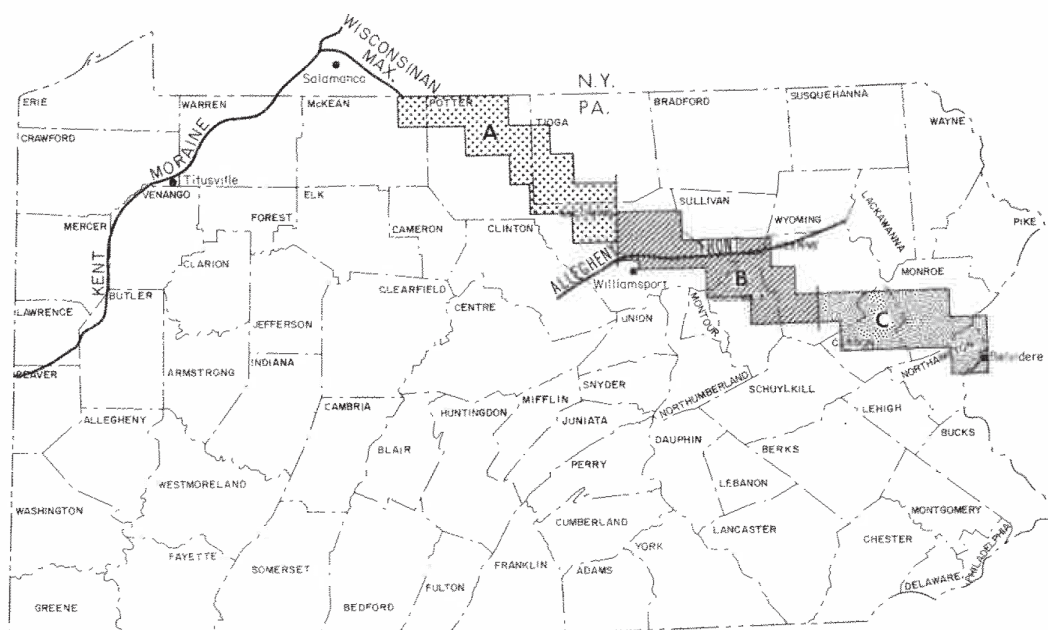 WISCONSINAN
MAX.
Salamanca
N.Y.
PA.
ERIE
WARREN
McKEAN
POTTER
TIOGA
BRADFORD
SUSQUEHANNA
WAYNE
CRAWFORD
A
MORAINE
Titusville
VENANGO
ELK
FOREST
CAMERON
CLINTON
SULLIVAN
WYOMING
LACKAWANNA
PIKE
MERCER
KENT
CLARION
ALLEGHENY
FRONT
B
Williamsport
MONROE
CLEARFIELD
CENTRE
BUTLER
LAWRENCE
JEFFERSON
UNION
MONTOUR
C
Belvidere
BEAVER
ARMSTRONG
INDIANA
SNYDER
NORTHUMBERLAND
SCHUYLKILL
CAMBRIA
HUNTINGDON
MIFFLIN
JUNIATA
LEHIGH
ALLEGHENY
BLAIR
PERRY
DAUPHIN
BERKS
BUCKS
LEBANON
WESTMORELAND
WASHINGTON
CUMBERLAND
LANCASTER
MONTGOMERY
PHILADELPHIA
FAYETTE
SOMERSET
FRANKLIN
YORK
CHESTER
ADAMS
DELAWARE
GREENE
BEDFORD
FULTON